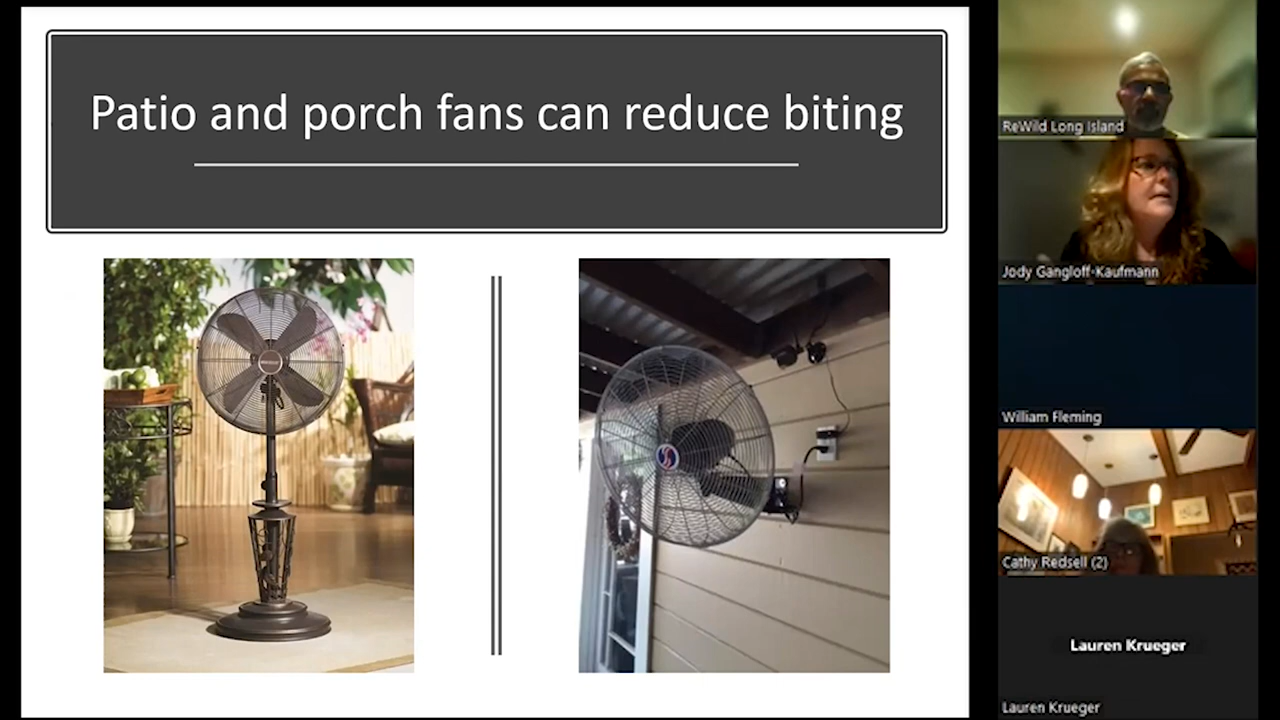 Patio and porch fans can reduce biting
ReWild Long Island
Jody Gangloff-Kaufmann
William Fleming
Cathy Redsell (2)
Lauren Krueger
Lauren Krueger